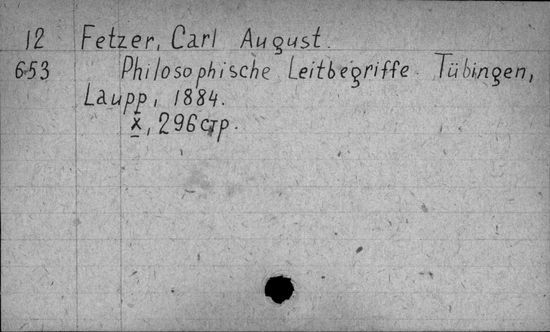 12 Fetzer, Carl August.
653 Philosophische Leitbegriffe. Tübingen,
Laupp, 1884.
X, 296 стр.